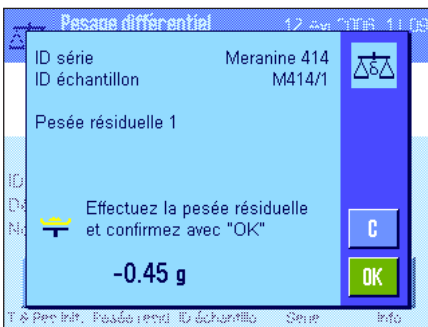 Pesage différentiel
ID série Meranine 414
ID échantillon M414/1
Pesée résiduelle 1
Effectuez la pesée résiduelle
et confirmez avec "OK"
C
-0.45 g
OK